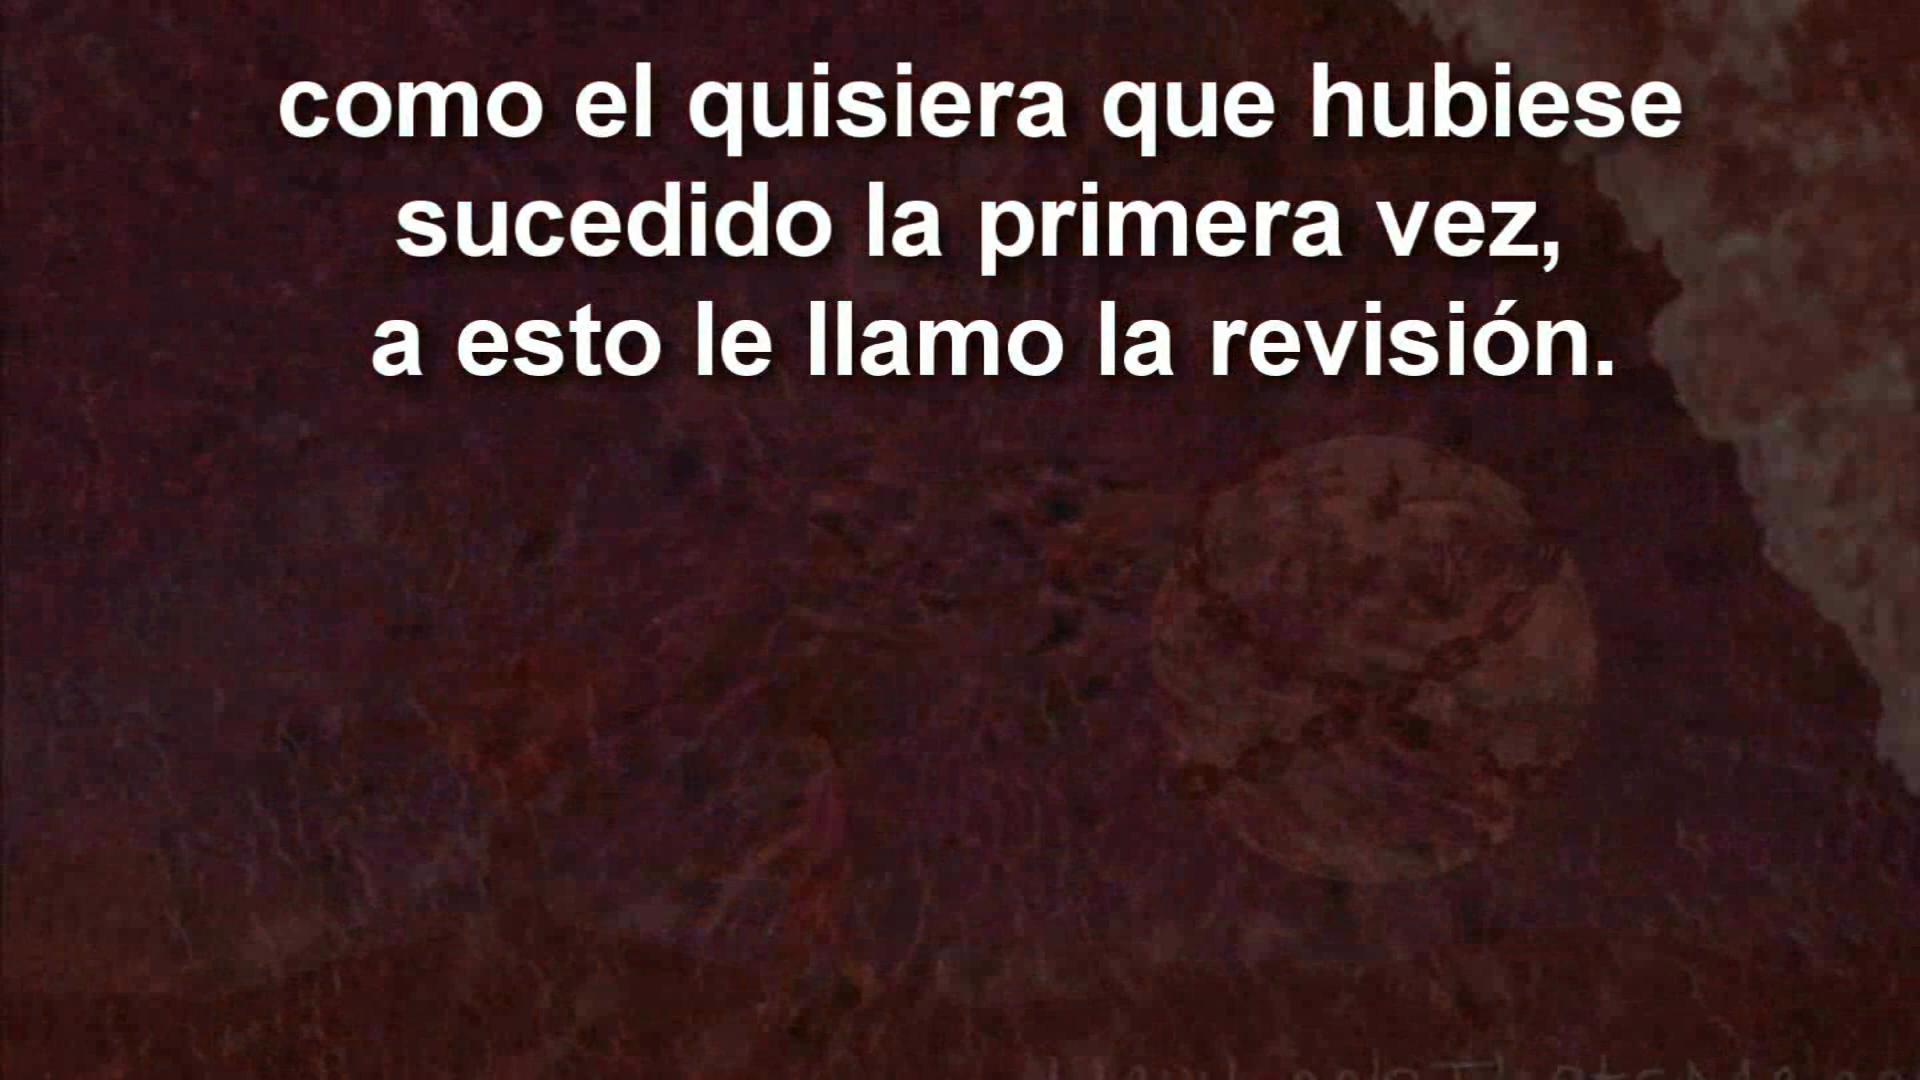 como el quisiera que hubiese
sucedido la primera vez,
a esto le llamo la revisión.